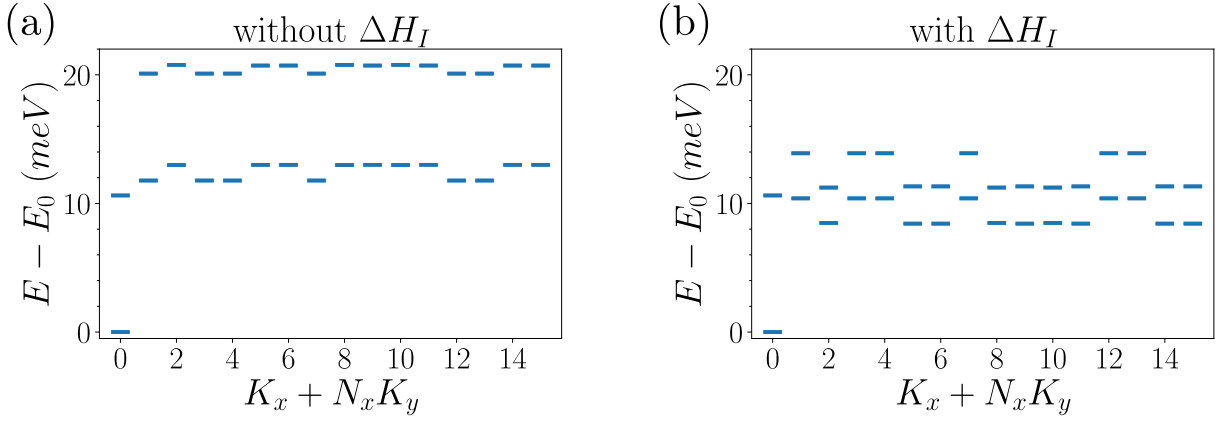 (a)
without ΔH_I
E − E_0 (meV)
20
10
0
0 2 4 6 8 10 12 14
K_x + N_xK_y
(b)
with ΔH_I
E − E_0 (meV)
20
10
0
0 2 4 6 8 10 12 14
K_x + N_xK_y